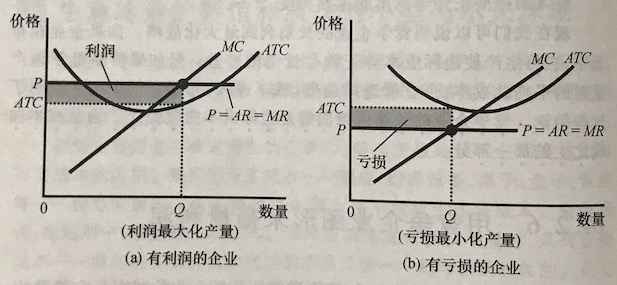 价格
利润
MC
ATC
P
ATC
P = AR = MR
0
Q
数量
(利润最大化产量)
(a) 有利润的企业
价格
MC
ATC
ATC
P
P = AR = MR
亏损
0
Q
数量
(亏损最小化产量)
(b) 有亏损的企业